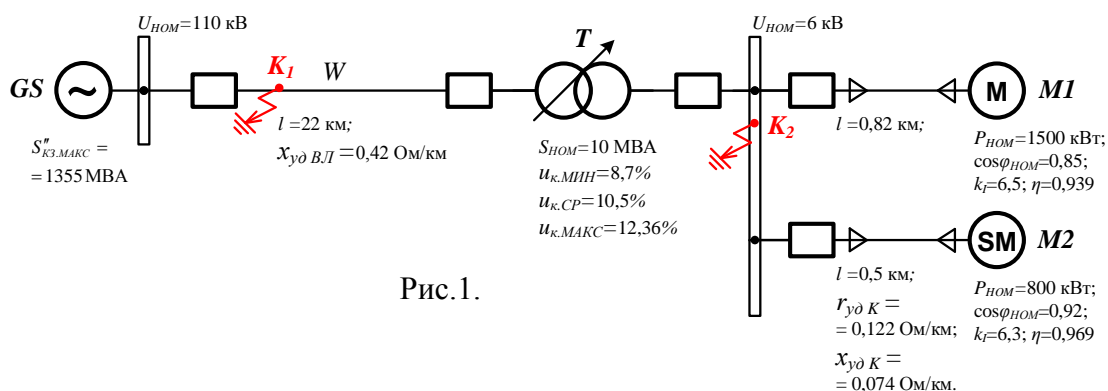 U_НОМ=110 кВ
U_НОМ=6 кВ
GS
~
K_1
W
T
M
M1
K_2
S″_КЗ.МАКС =
= 1355 МВА
l =22 км;
x_уд ВЛ =0,42 Ом/км
S_НОМ=10 МВА
u_к.МИН=8,7%
u_к.СР=10,5%
u_к.МАКС=12,36%
l =0,82 км;
P_НОМ=1500 кВт;
cosφ_НОМ=0,85;
k_I=6,5; η=0,939
SM
M2
Рис.1.
l =0,5 км;
r_уд К =
= 0,122 Ом/км;
x_уд К =
= 0,074 Ом/км.
P_НОМ=800 кВт;
cosφ_НОМ=0,92;
k_I=6,3; η=0,969